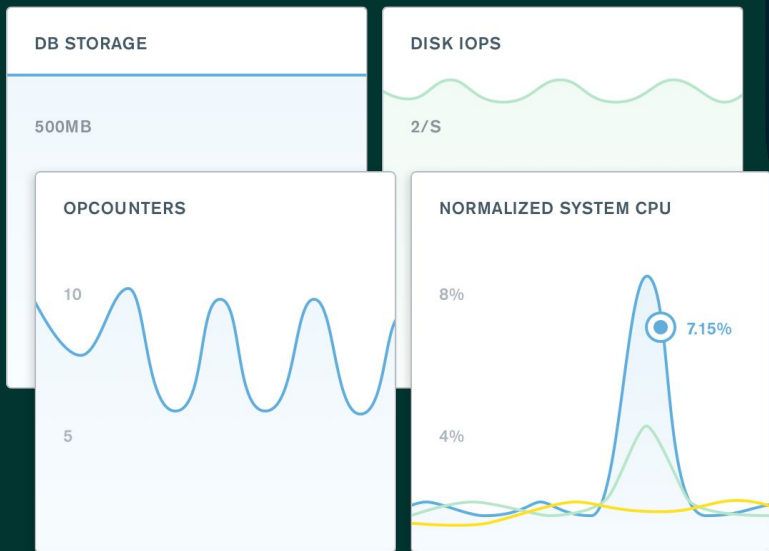 DB STORAGE
500MB
DISK IOPS
2/S
OPCOUNTERS
10
5
NORMALIZED SYSTEM CPU
8%
7.15%
4%